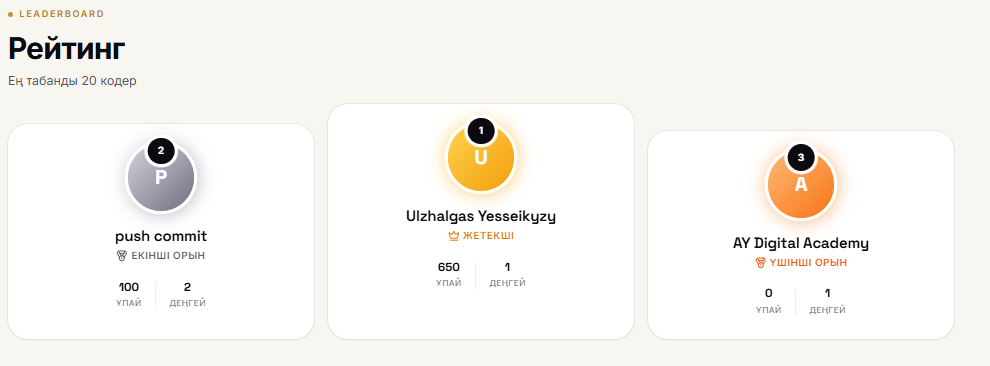 LEADERBOARD
Рейтинг
Ең табанды 20 кодер
2
P
push commit
ЕКІНШІ ОРЫН
100 2
ҰПАЙ ДЕҢГЕЙ
1
U
Ulzhalgas Yesseikyzy
ЖЕТЕКШІ
650 1
ҰПАЙ ДЕҢГЕЙ
3
A
AY Digital Academy
ҮШІНШІ ОРЫН
0 1
ҰПАЙ ДЕҢГЕЙ